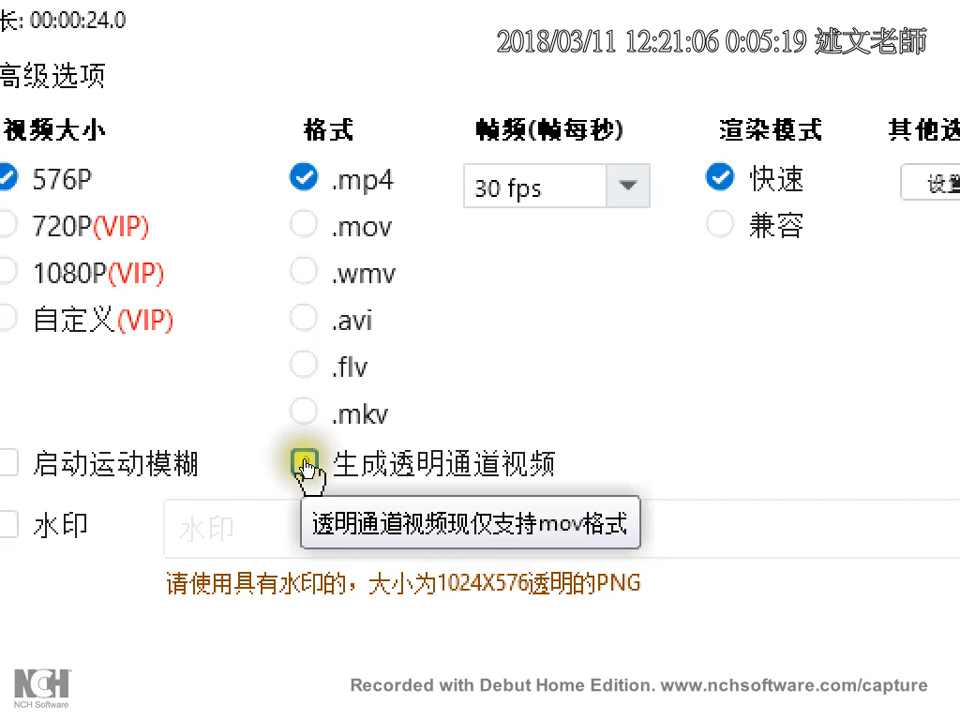 长: 00:00:24.0
2018/03/11 12:21:06 0:05:19 述文老師
高级选项
视频大小 格式 帧频(帧每秒) 渲染模式 其他选
576P .mp4 30 fps 快速 设置
720P(VIP) .mov 兼容
1080P(VIP) .wmv
自定义(VIP) .avi
.flv
.mkv
启动运动模糊 生成透明通道视频
水印 水印 透明通道视频现仅支持mov格式
请使用具有水印的，大小为1024X576透明的PNG
NCH
NCH Software
Recorded with Debut Home Edition. www.nchsoftware.com/capture